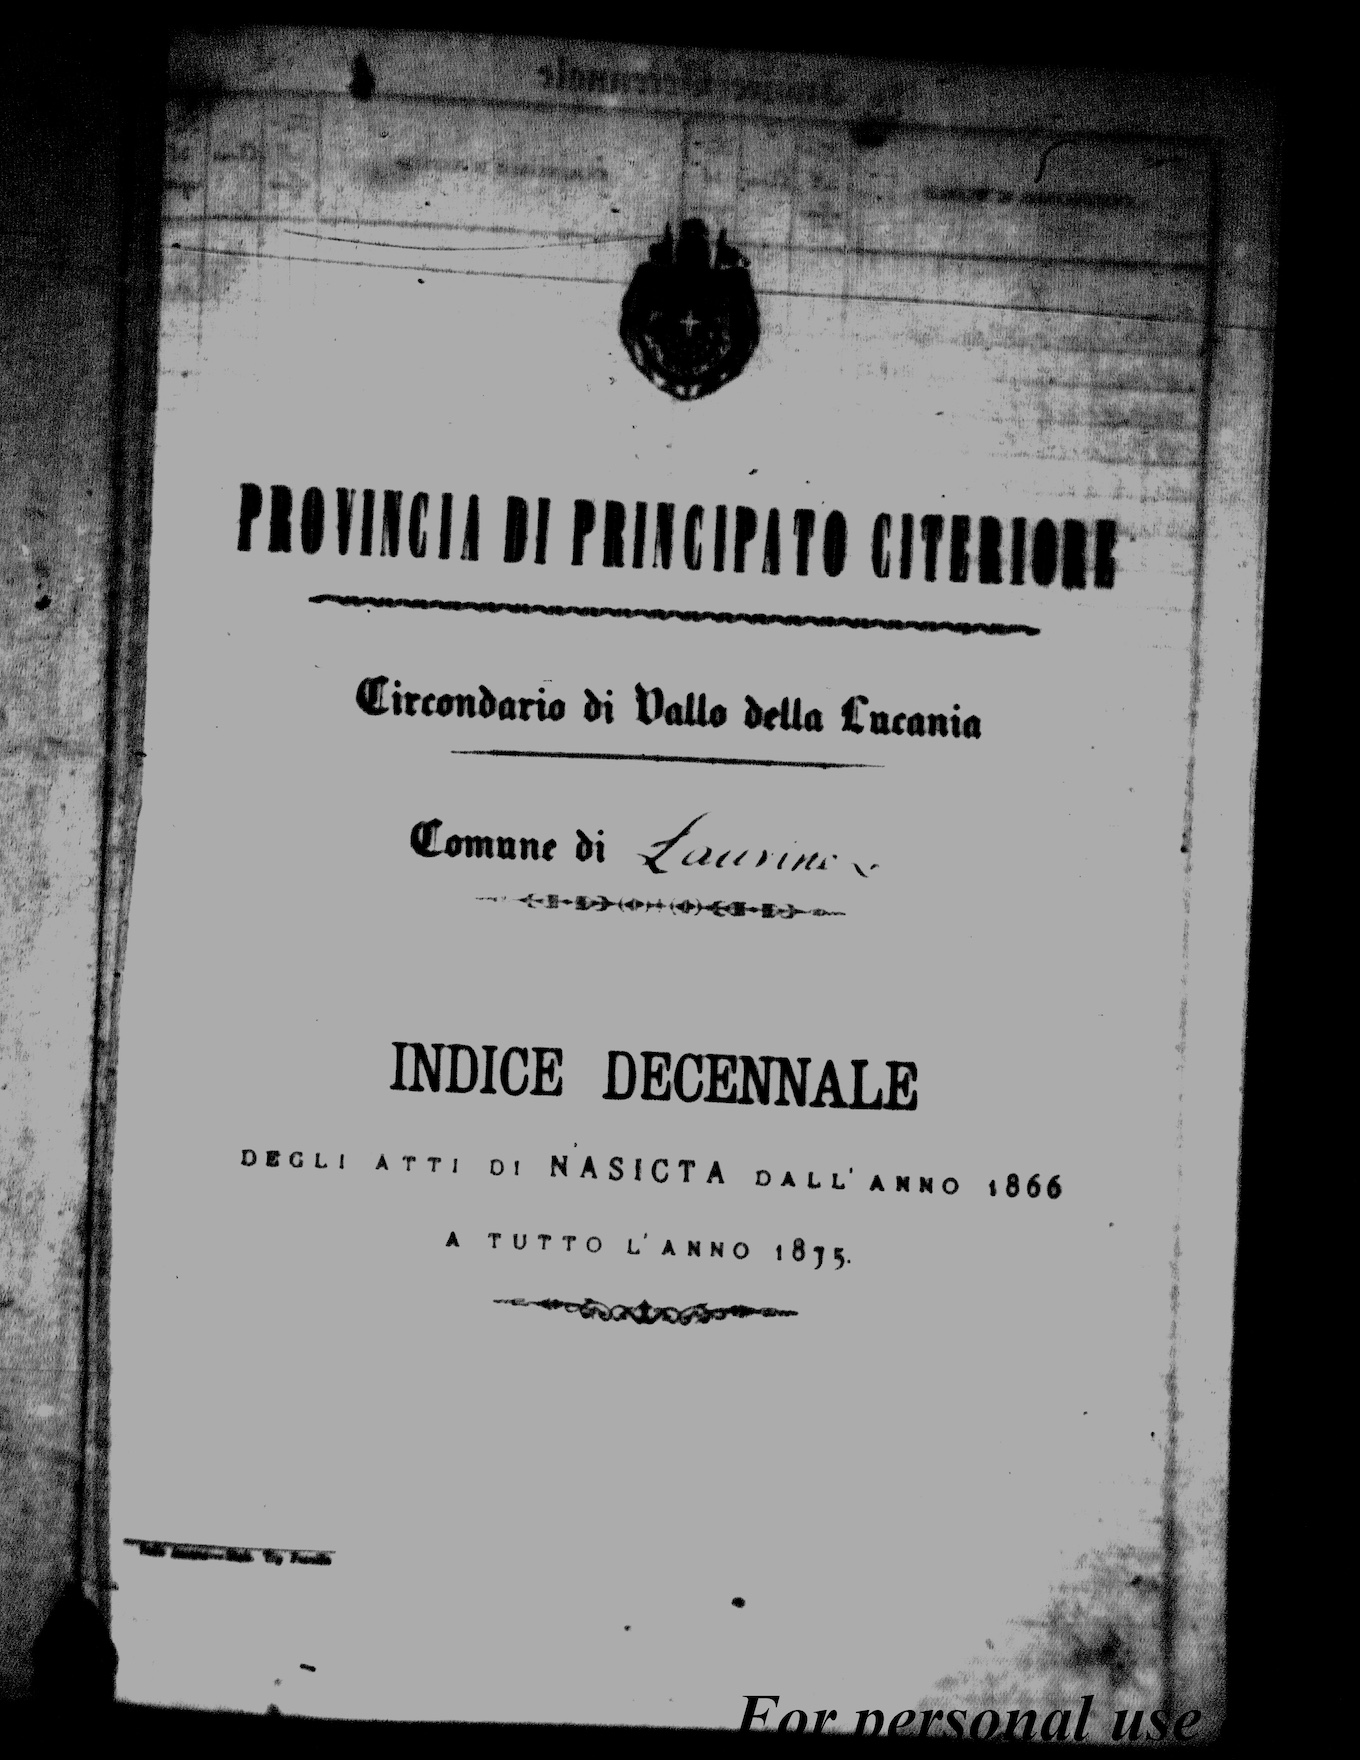 PROVINCIA DI PRINCIPATO CITERIORE
Circondario di Vallo della Lucania
Comune di Laurino
INDICE DECENNALE
DEGLI ATTI DI NASICTA DALL' ANNO 1866
A TUTTO L' ANNO 1875.
For personal use